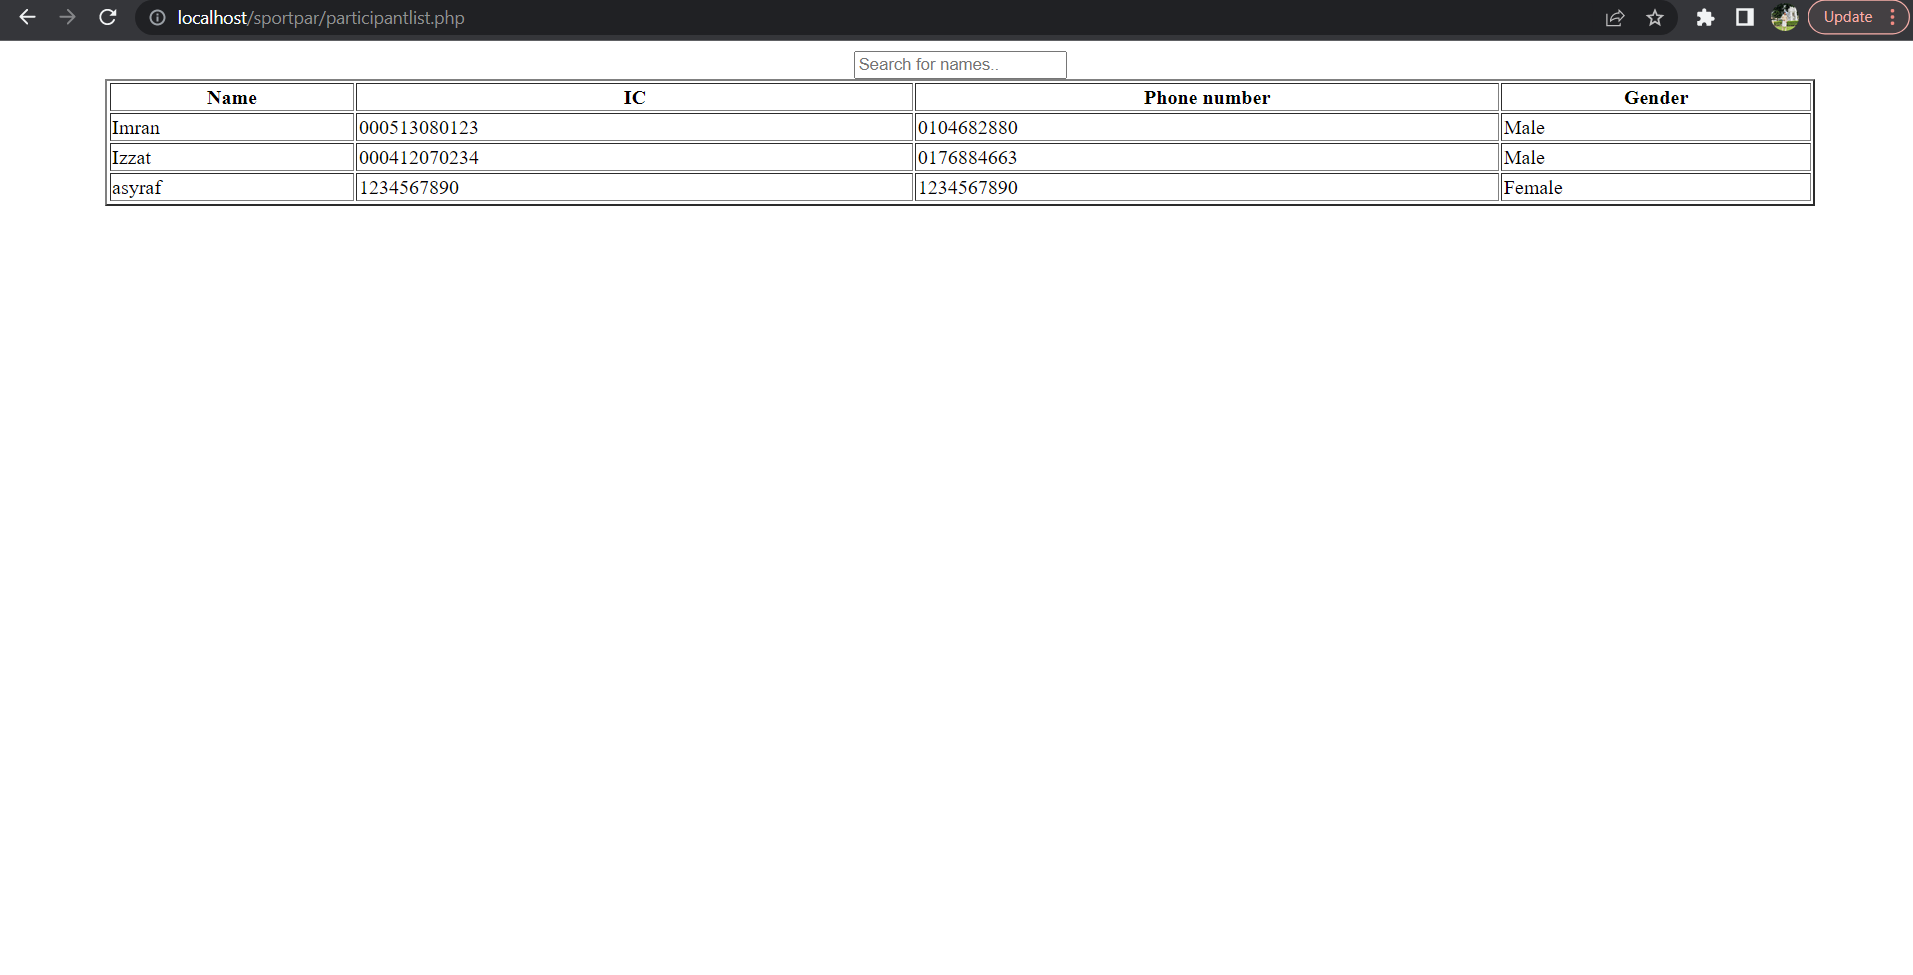 localhost/sportpar/participantlist.php Update
Search for names..
Name IC Phone number Gender
Imran 000513080123 0104682880 Male
Izzat 000412070234 0176884663 Male
asyraf 1234567890 1234567890 Female